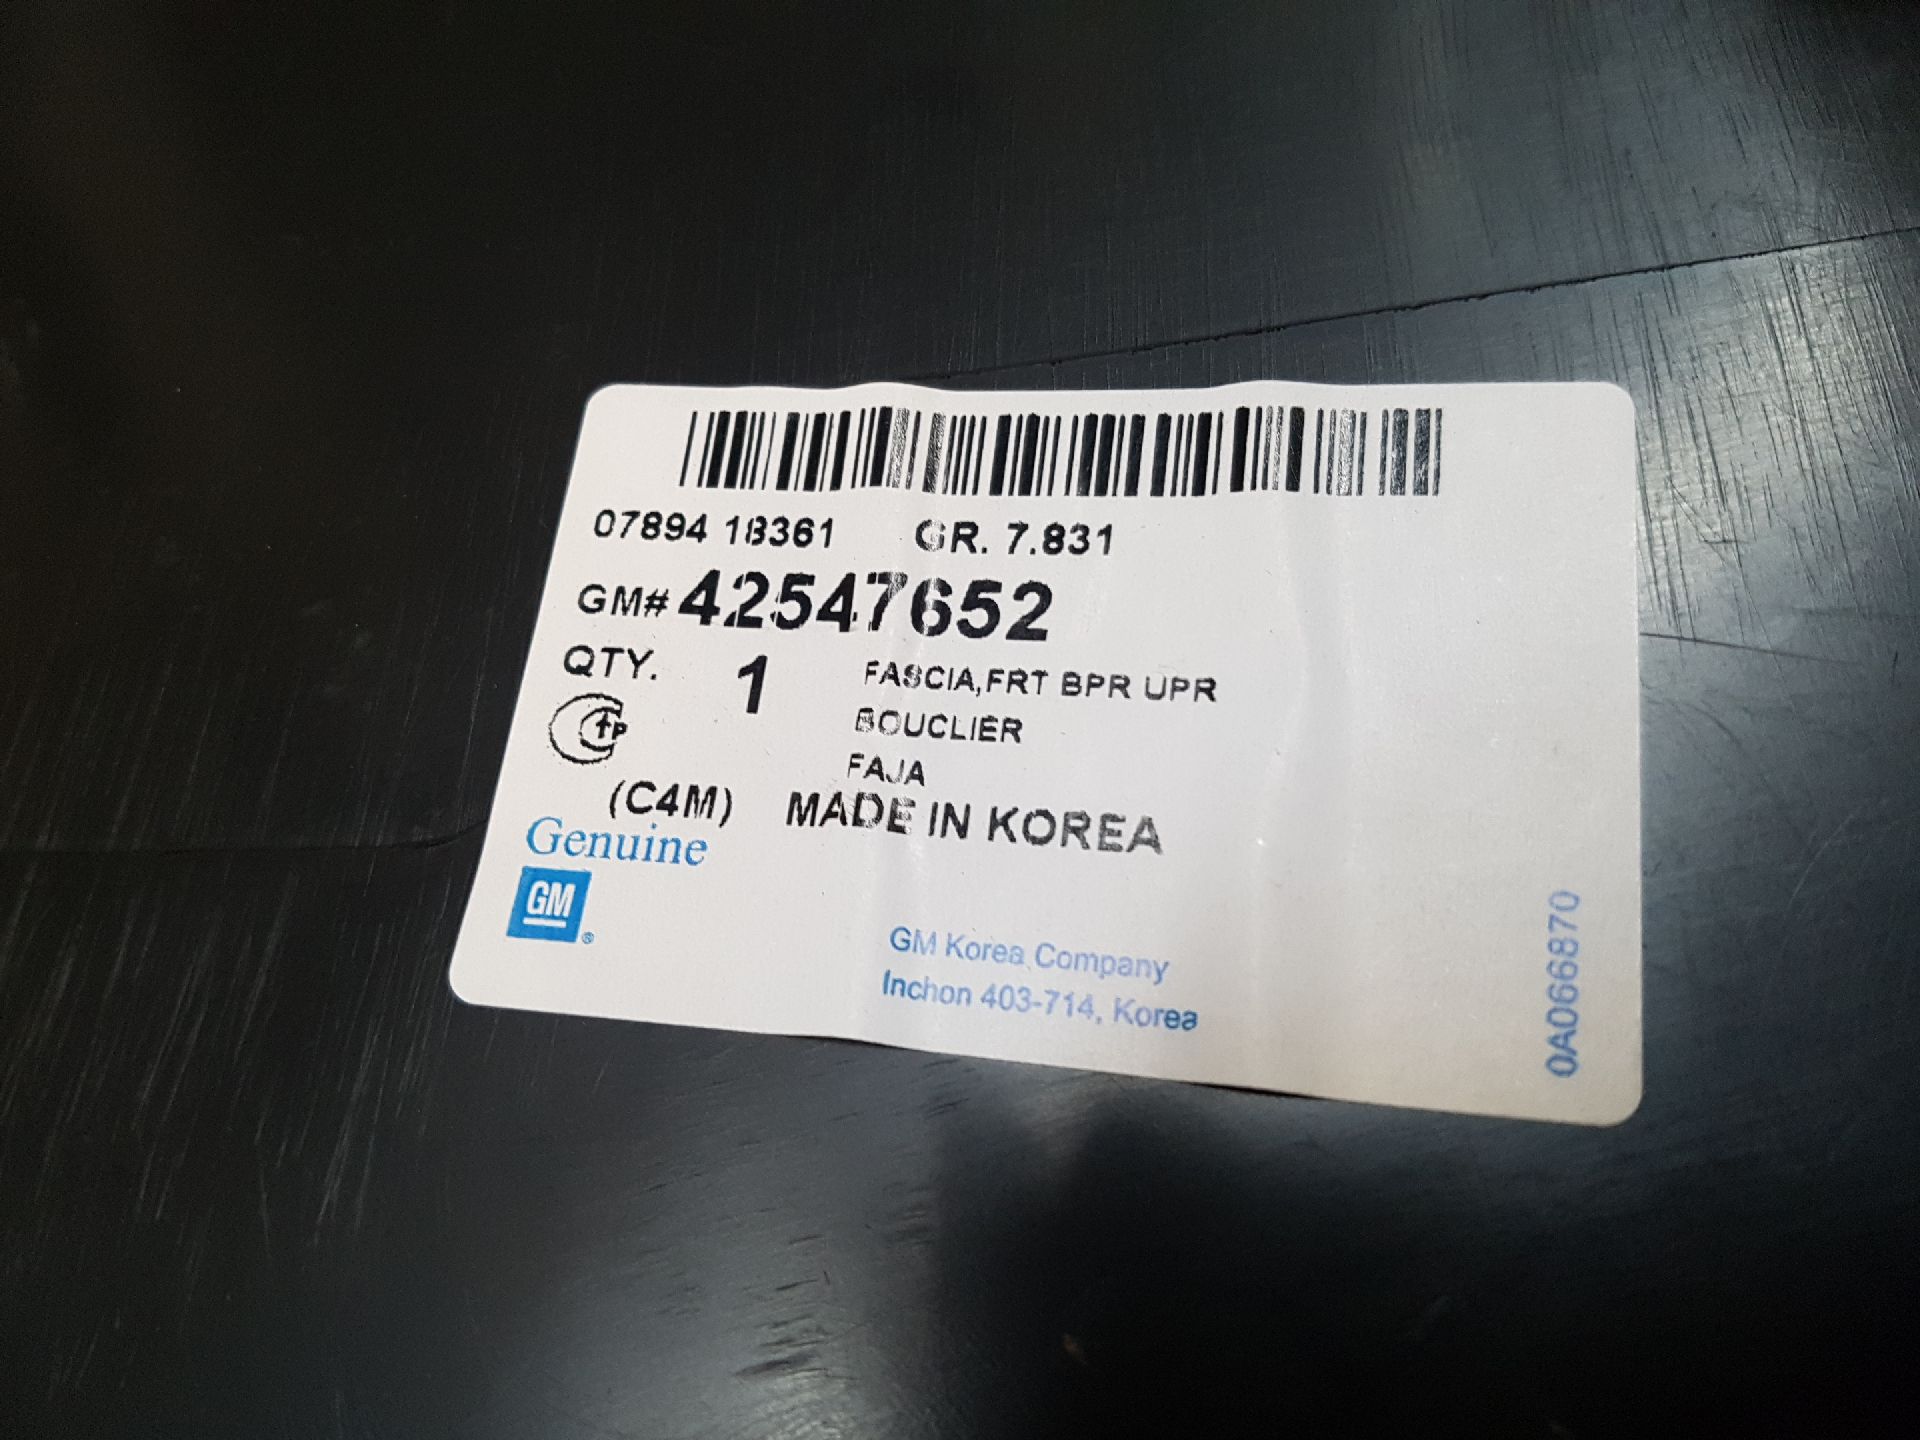 07894 18361 GR. 7.831
GM# 42547652
QTY. 1 FASCIA,FRT BPR UPR
BOUCLIER
FAJA
(C4M) MADE IN KOREA
Genuine
GM
®
GM Korea Company
Inchon 403-714, Korea
0A066870